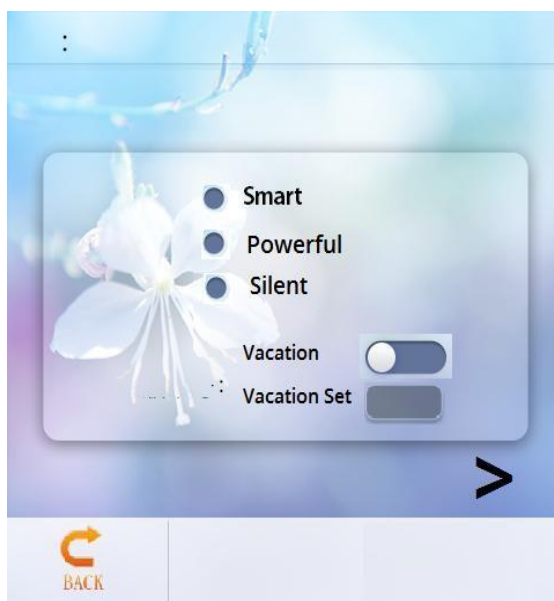 :
Smart
Powerful
Silent
Vacation
Vacation Set
>
BACK